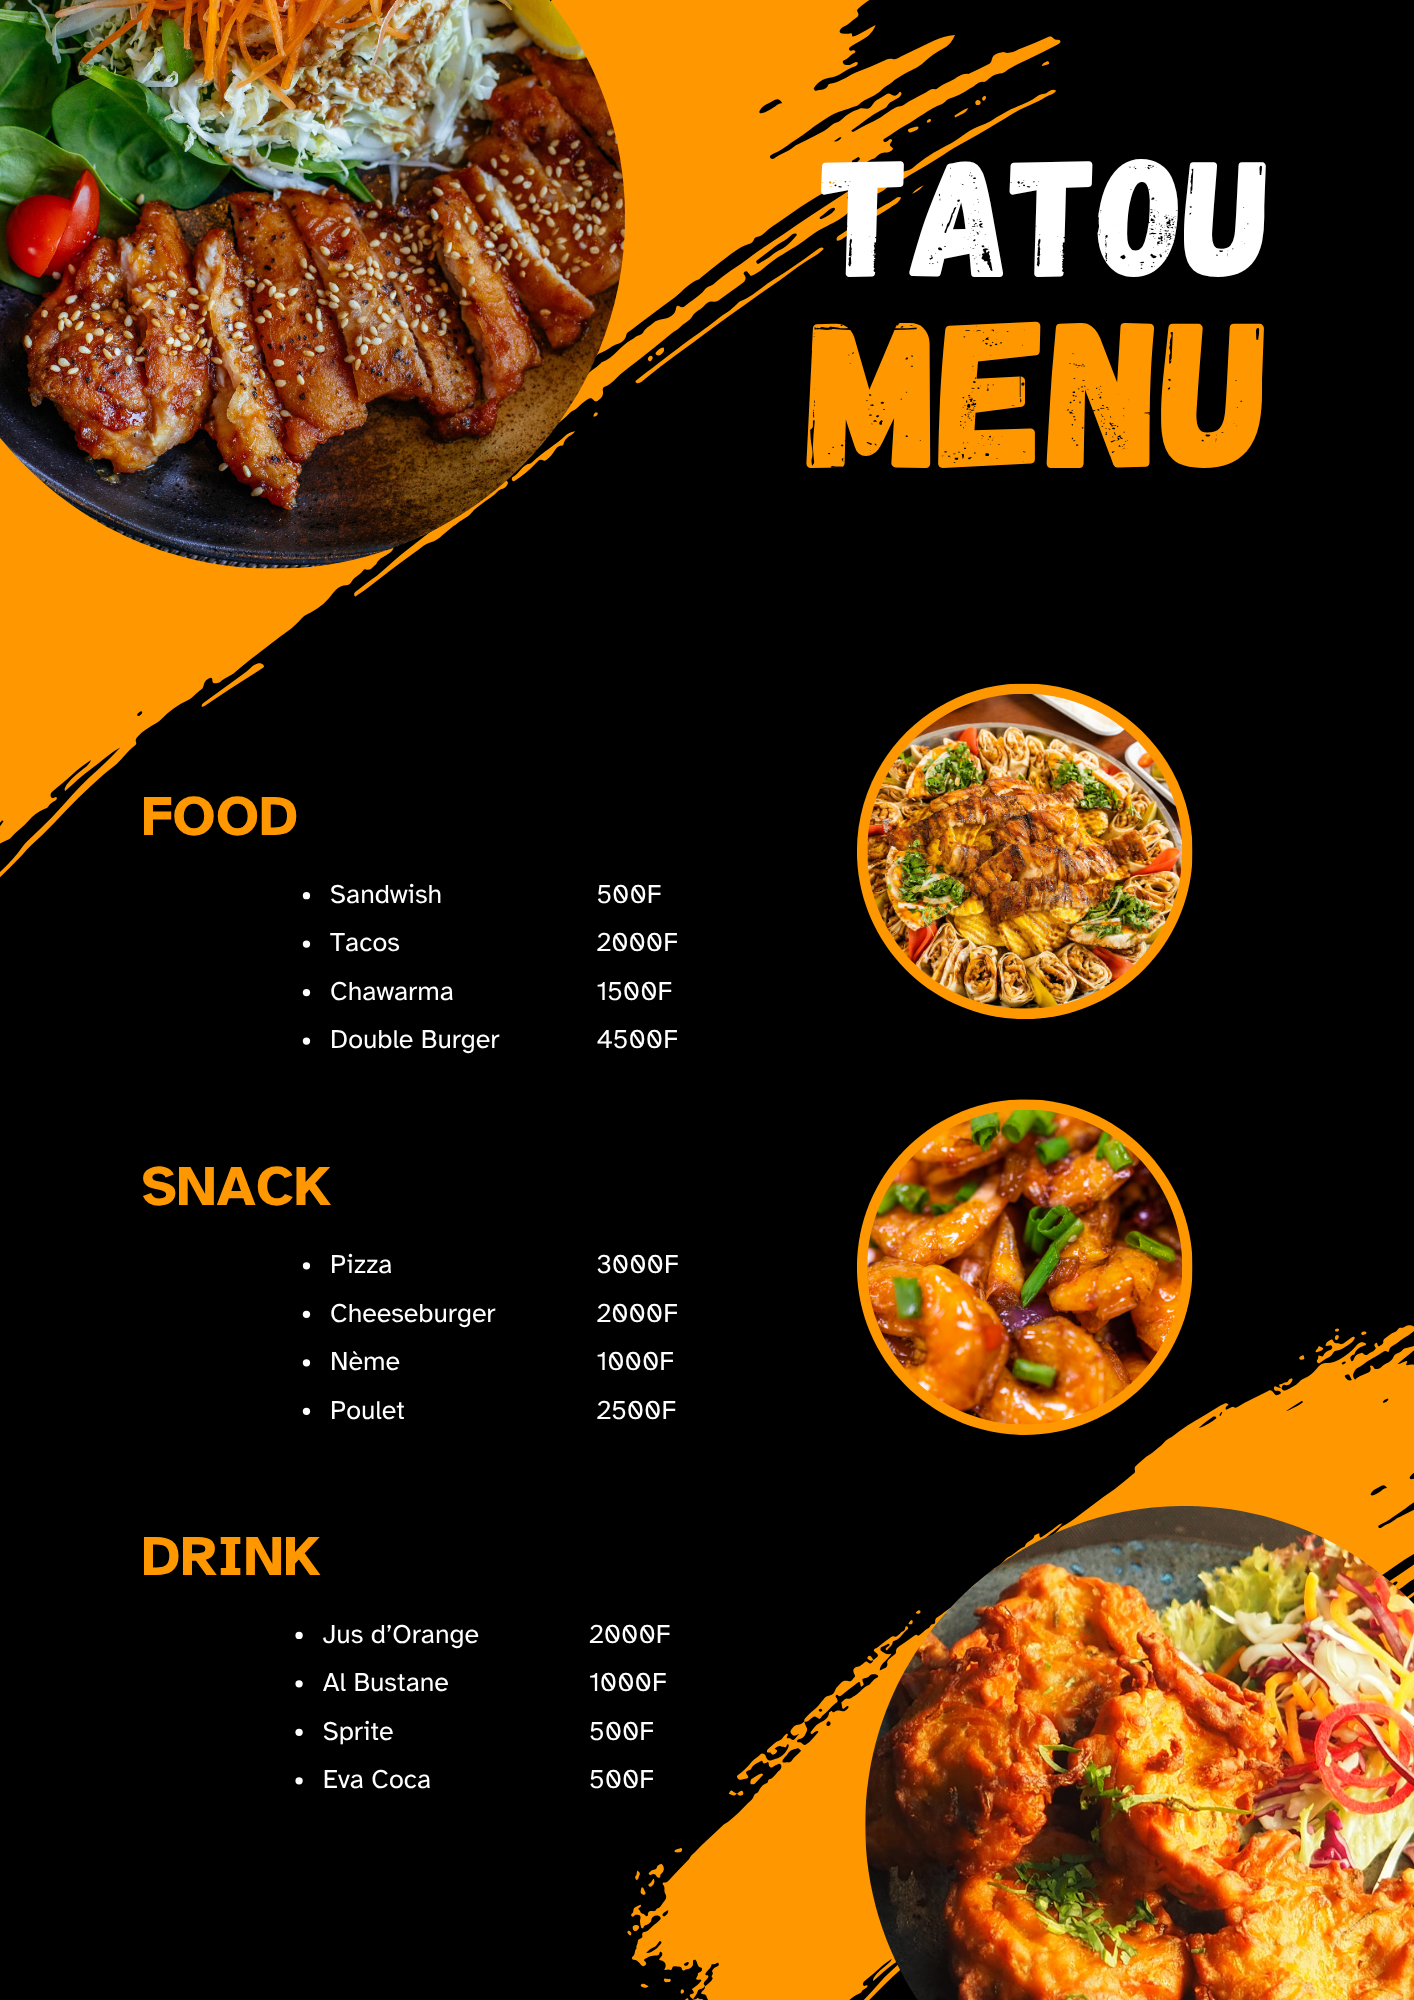 TATOU
MENU
FOOD
• Sandwish 500F
• Tacos 2000F
• Chawarma 1500F
• Double Burger 4500F
SNACK
• Pizza 3000F
• Cheeseburger 2000F
• Nème 1000F
• Poulet 2500F
DRINK
• Jus d’Orange 2000F
• Al Bustane 1000F
• Sprite 500F
• Eva Coca 500F